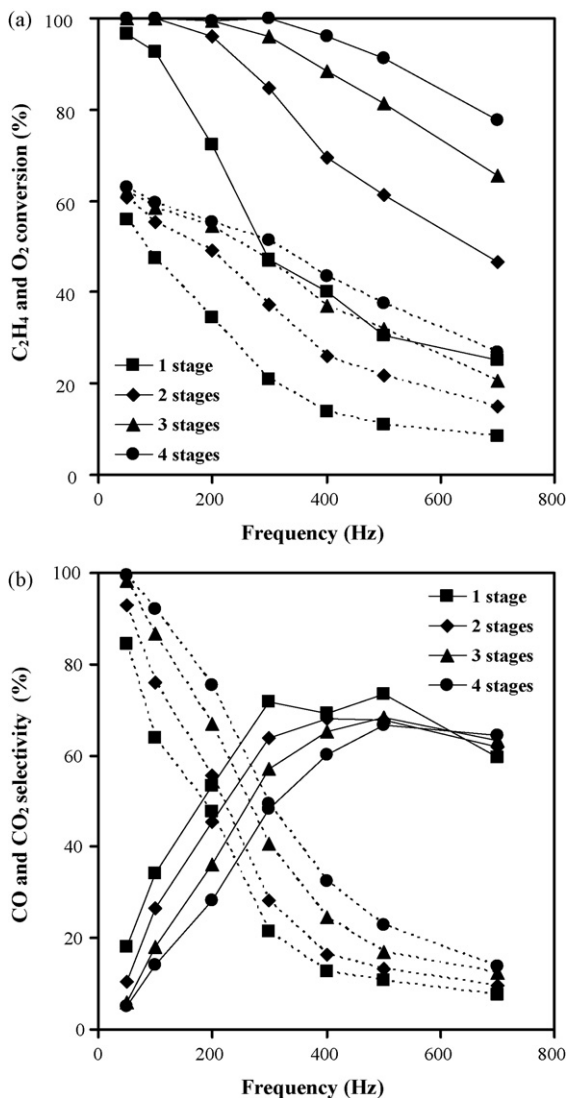 (a)
100
80
60
40
20
0
C₂H₄ and O₂ conversion (%)
1 stage
2 stages
3 stages
4 stages
0 200 400 600 800
Frequency (Hz)
(b)
100
80
60
40
20
0
CO and CO₂ selectivity (%)
1 stage
2 stages
3 stages
4 stages
0 200 400 600 800
Frequency (Hz)